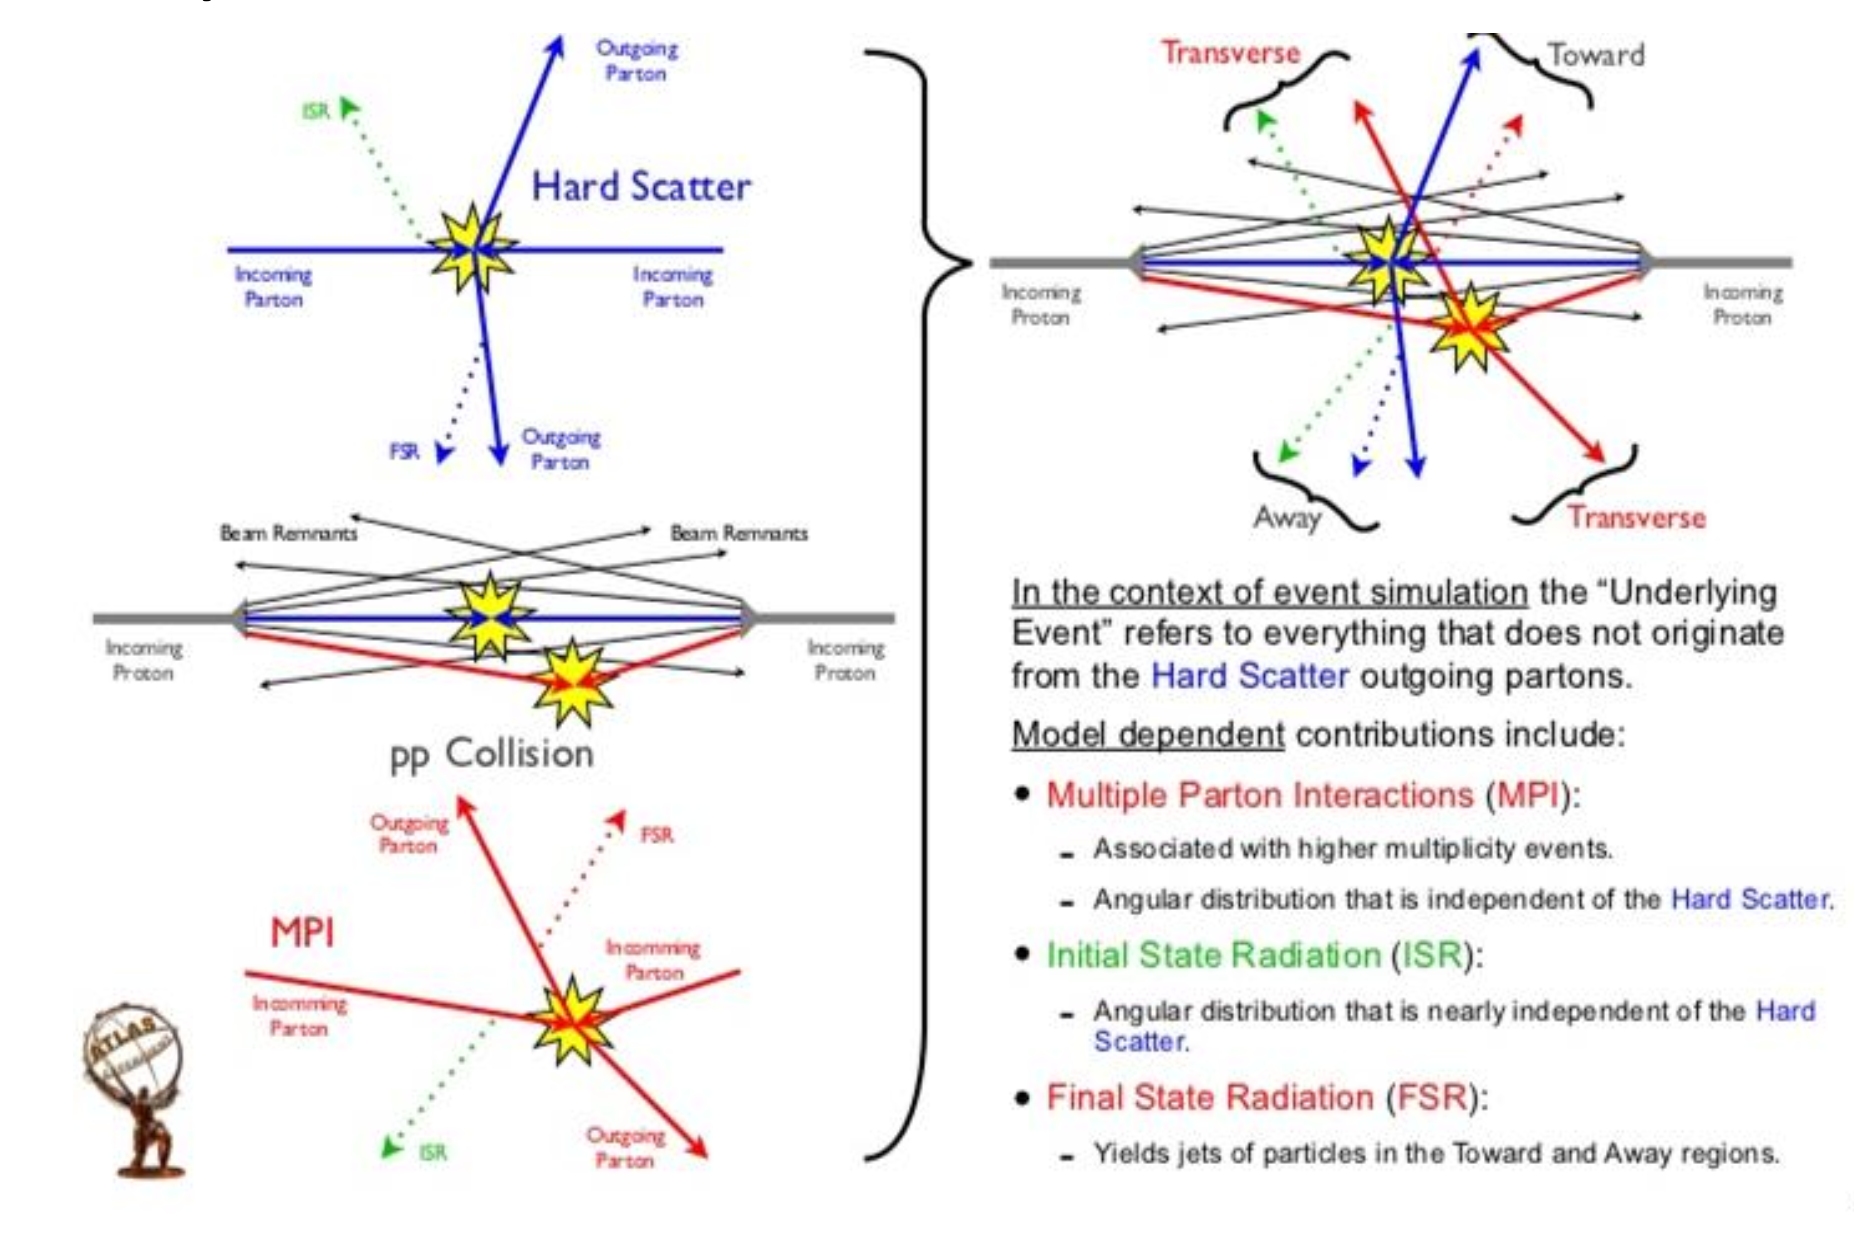 Outgoing
Parton
ISR
Hard Scatter
Incoming
Parton
Incoming
Parton
FSR
Outgoing
Parton
Beam Remnants
Beam Remnants
Incoming
Proton
Incoming
Proton
pp Collision
Outgoing
Parton
FSR
MPI
Incomming
Parton
Incomming
Parton
ISR
Outgoing
Parton
ATLAS
Transverse
Toward
Incoming
Proton
Incoming
Proton
Away
Transverse
In the context of event simulation the “Underlying
Event” refers to everything that does not originate
from the Hard Scatter outgoing partons.
Model dependent contributions include:
• Multiple Parton Interactions (MPI):
– Associated with higher multiplicity events.
– Angular distribution that is independent of the Hard Scatter.
• Initial State Radiation (ISR):
– Angular distribution that is nearly independent of the Hard
Scatter.
• Final State Radiation (FSR):
– Yields jets of particles in the Toward and Away regions.